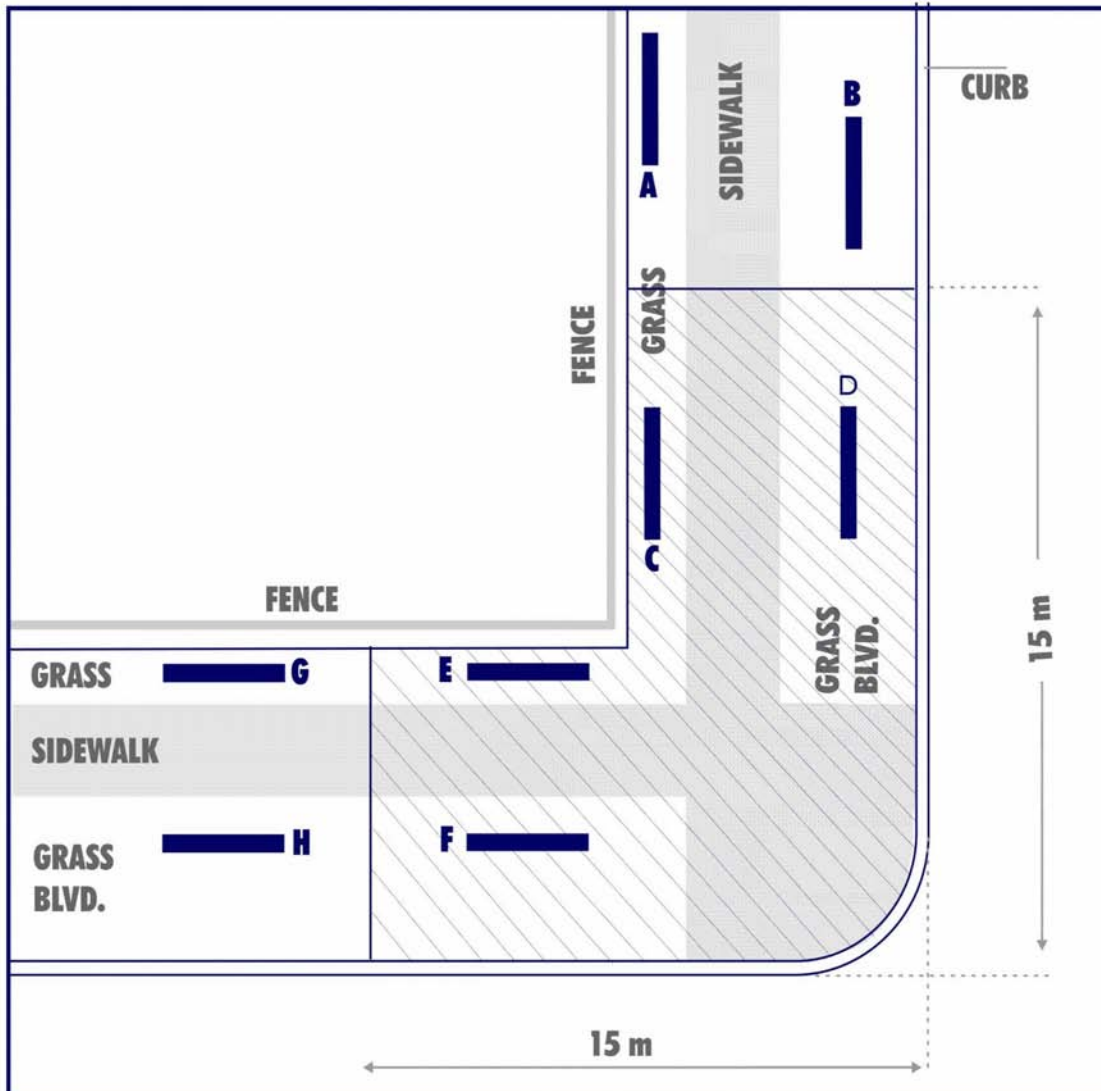 CURB
B
SIDEWALK
A
GRASS
FENCE
D
C
FENCE
15 m
GRASS
BLVD.
GRASS
G
E
SIDEWALK
GRASS
BLVD.
H
F
15 m